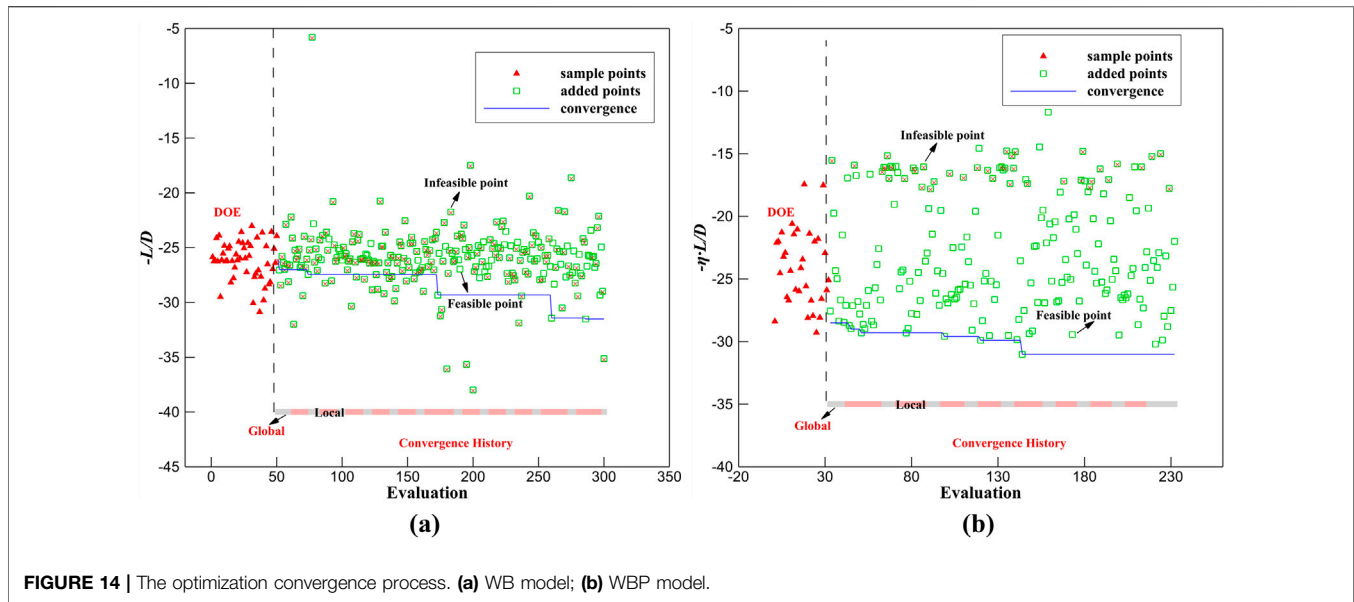 -5
-10
-15
-20
-25
-30
-35
-40
-45
-L/D
0
50
100
150
200
250
300
350
Evaluation
sample points
added points
convergence
DOE
Infeasible point
Feasible point
Local
Global
Convergence History
(a)
-5
-10
-15
-20
-25
-30
-35
-40
-η·L/D
-20
30
80
130
180
230
Evaluation
sample points
added points
convergence
Infeasible point
DOE
Feasible point
Local
Global
Convergence History
(b)
FIGURE 14 | The optimization convergence process. (a) WB model; (b) WBP model.